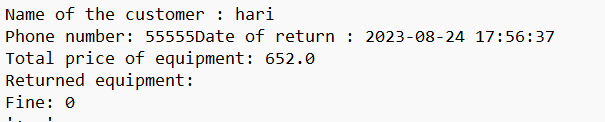 Name of the customer : hari
Phone number: 55555Date of return : 2023-08-24 17:56:37
Total price of equipment: 652.0
Returned equipment:
Fine: 0